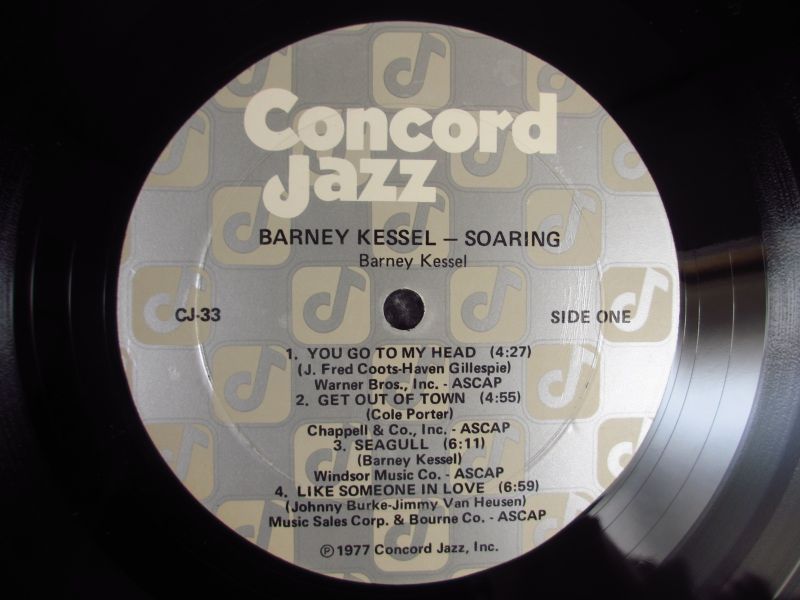 Concord
Jazz
BARNEY KESSEL – SOARING
Barney Kessel
CJ-33
SIDE ONE
1. YOU GO TO MY HEAD (4:27)
(J. Fred Coots-Haven Gillespie)
Warner Bros., Inc. - ASCAP
2. GET OUT OF TOWN (4:55)
(Cole Porter)
Chappell & Co., Inc. - ASCAP
3. SEAGULL (6:11)
(Barney Kessel)
Windsor Music Co. - ASCAP
4. LIKE SOMEONE IN LOVE (6:59)
(Johnny Burke-Jimmy Van Heusen)
Music Sales Corp. & Bourne Co. - ASCAP
℗ 1977 Concord Jazz, Inc.